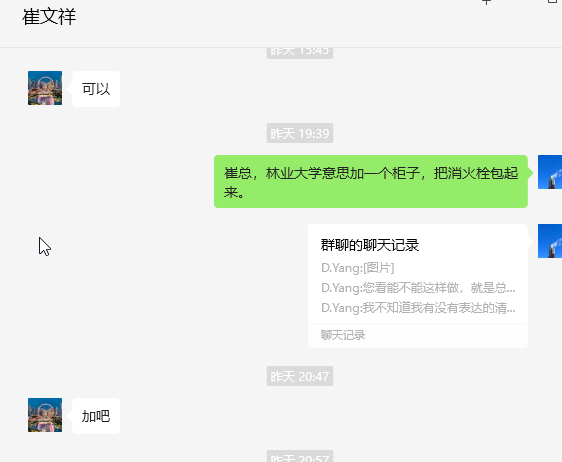 崔文祥
昨天 15:45
可以
昨天 19:39
崔总，林业大学意思加一个柜子，把消火栓包起
来。
群聊的聊天记录
D.Yang:[图片]
D.Yang:您看能不能这样做，就是总...
D.Yang:我不知道我有没有表达的清...
聊天记录
昨天 20:47
加吧
昨天 20:57